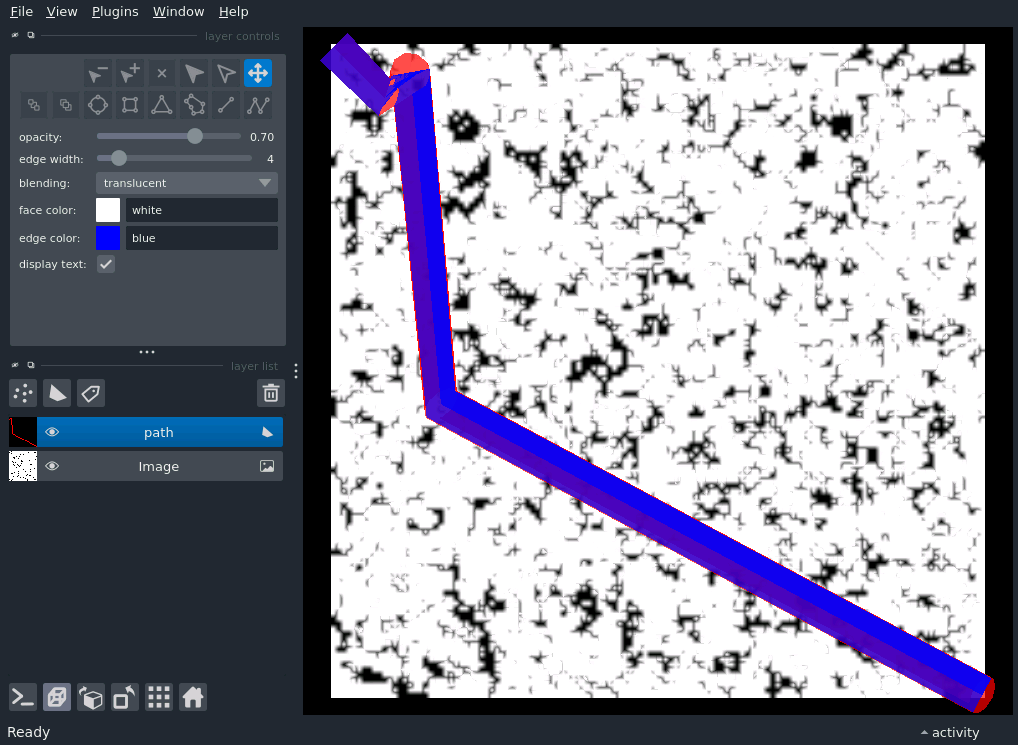 File View Plugins Window Help
layer controls
opacity: 0.70
edge width: 4
blending: translucent
face color: white
edge color: blue
display text:
layer list
path
Image
Ready activity